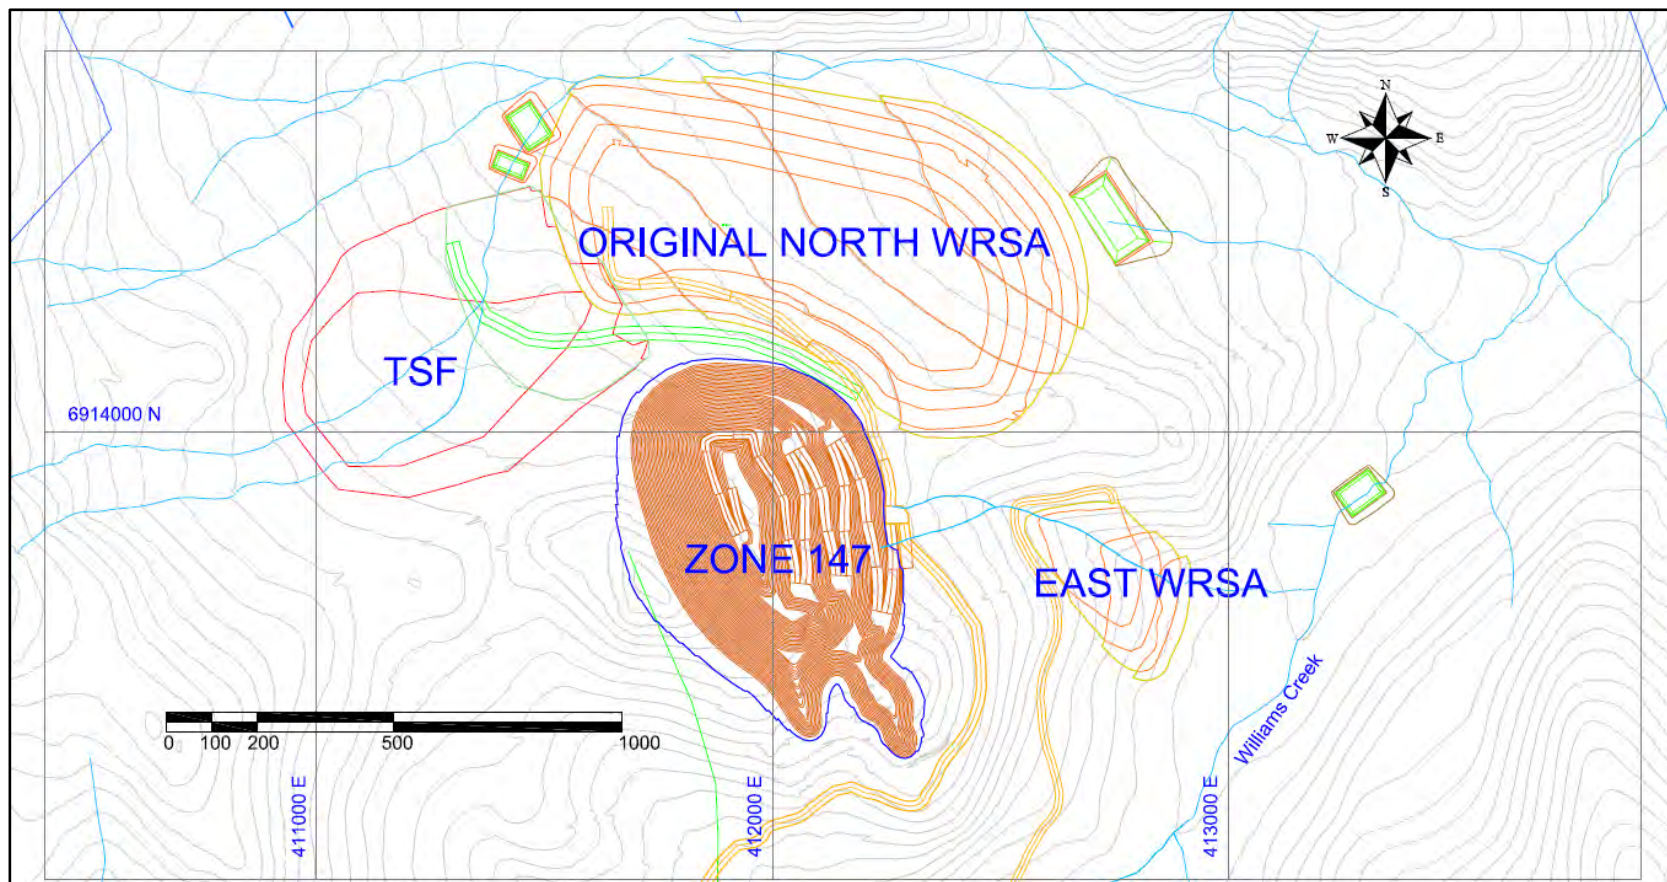 N
W E
S
ORIGINAL NORTH WRSA
TSF
6914000 N
ZONE 147
EAST WRSA
Williams Creek
0 100 200 500 1000
411000 E
412000 E
413000 E